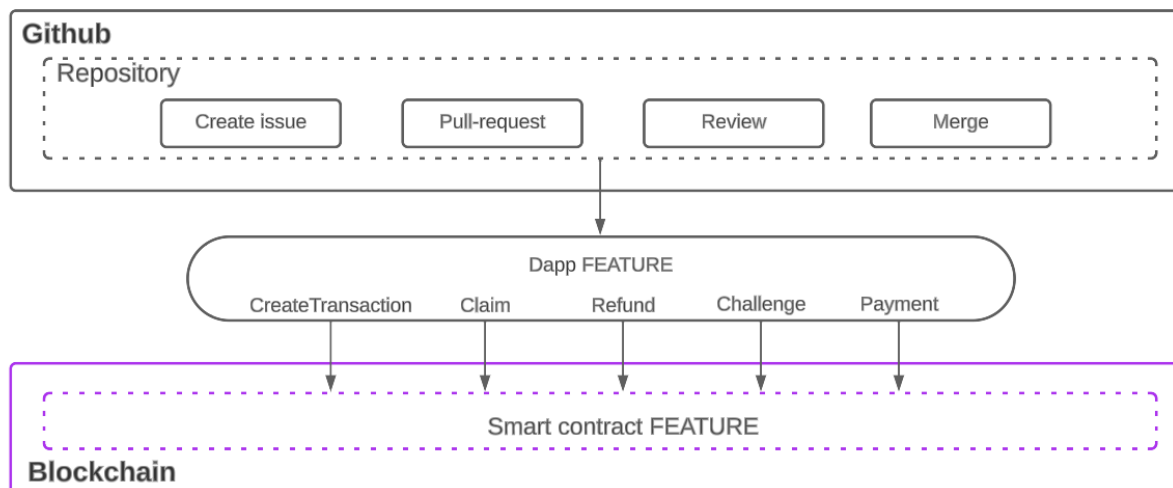 Github
Repository
Create issue Pull-request Review Merge
Dapp FEATURE
CreateTransaction Claim Refund Challenge Payment
Smart contract FEATURE
Blockchain